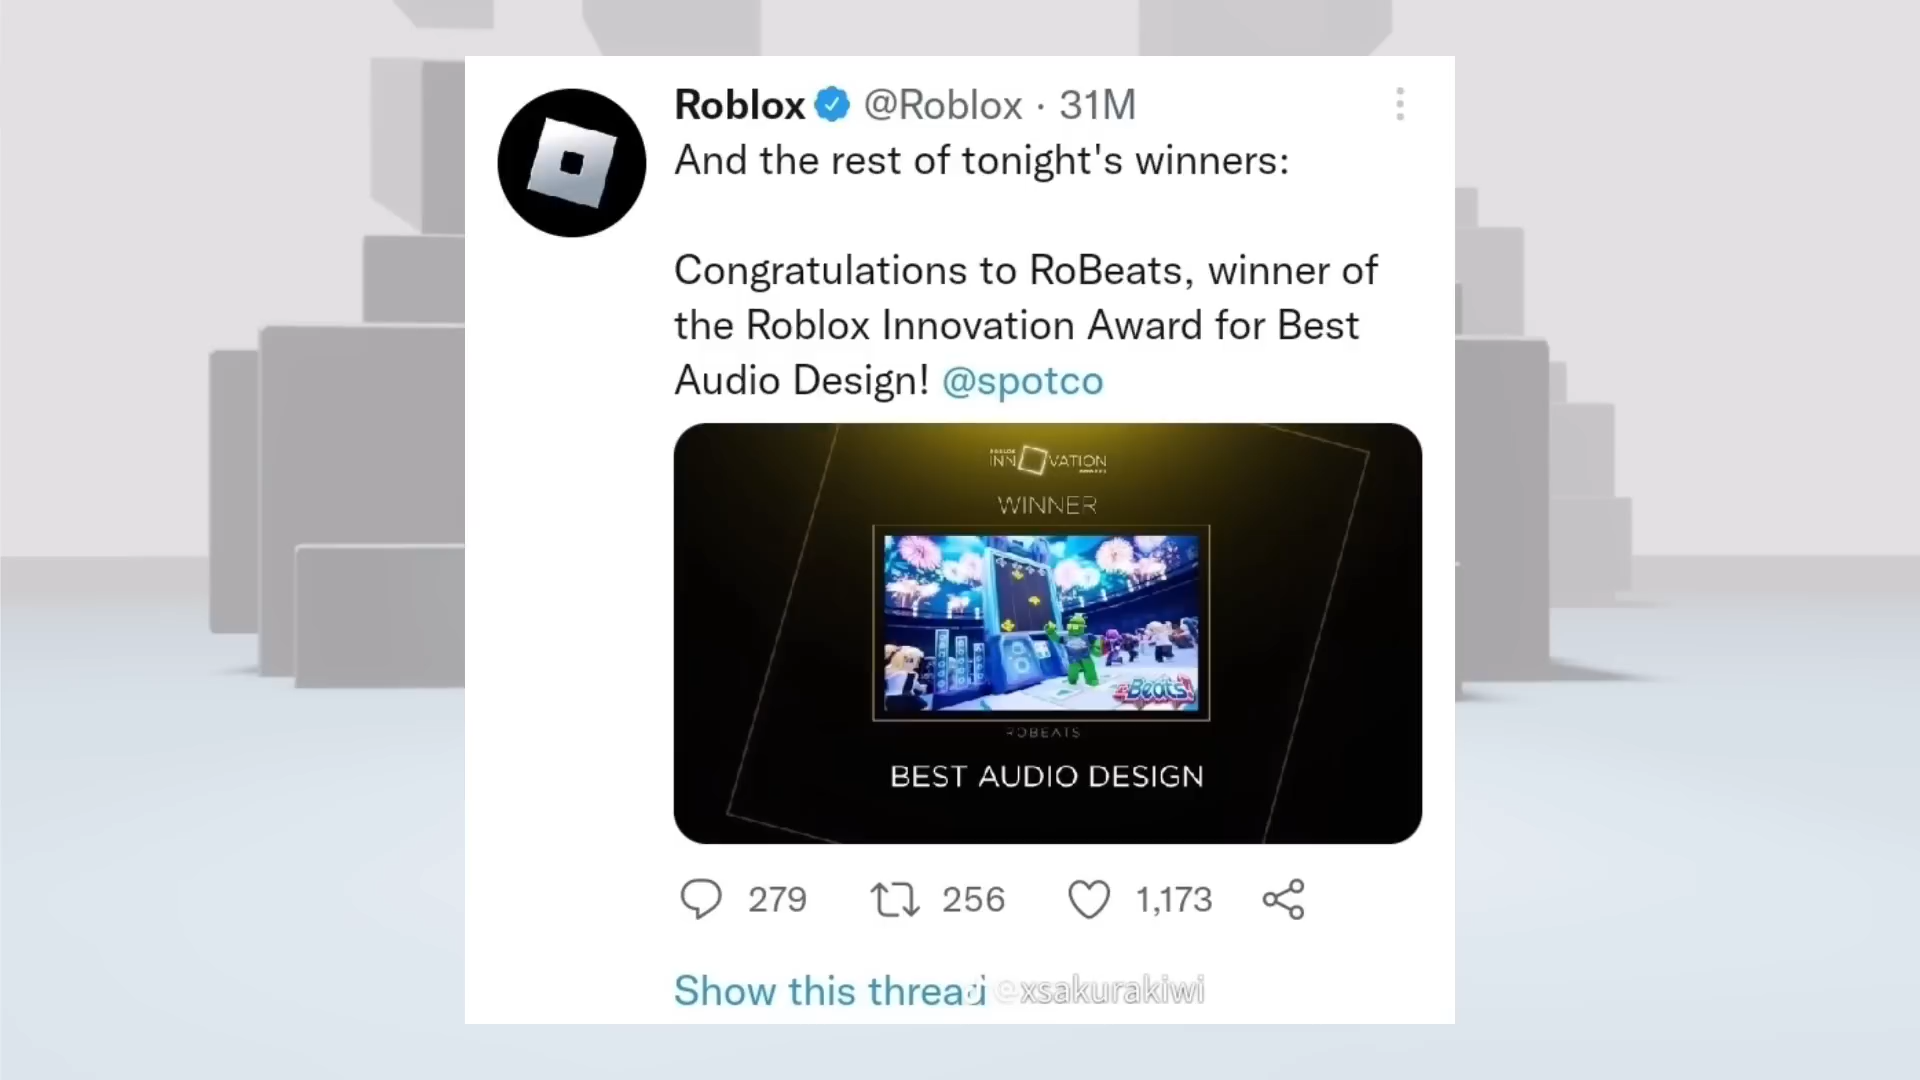 Roblox @Roblox · 31M
And the rest of tonight's winners:
Congratulations to RoBeats, winner of
the Roblox Innovation Award for Best
Audio Design! @spotco
INNOVATION
WINNER
Beats!
ROBEATS
BEST AUDIO DESIGN
279 256 1,173
Show this thread
@xsakurakiwi